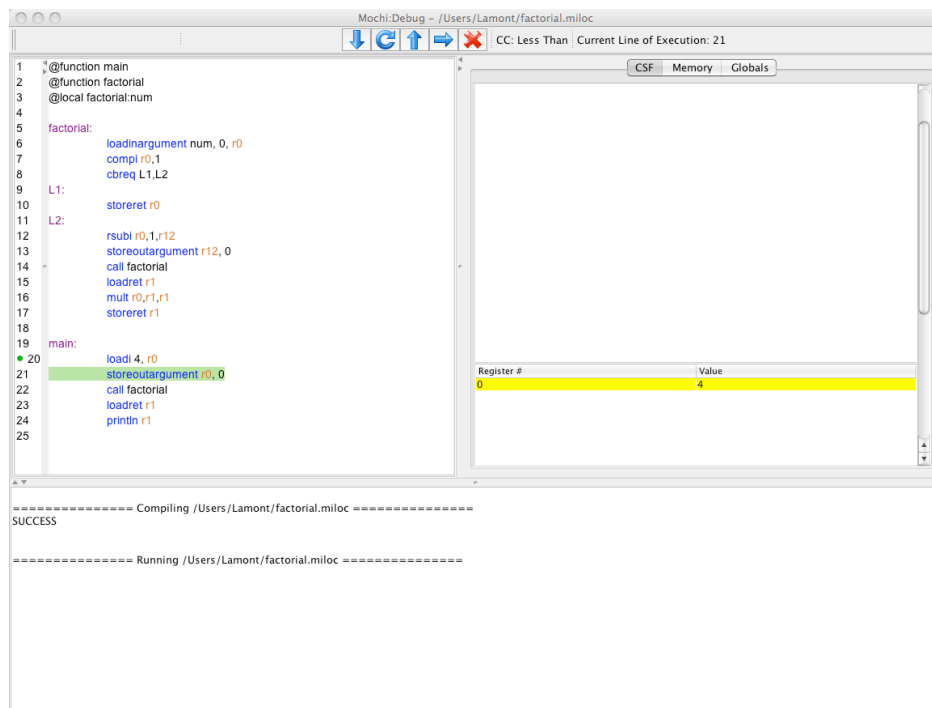 Mochi:Debug - /Users/Lamont/factorial.miloc
CC: Less Than Current Line of Execution: 21
1 @function main
2 @function factorial
3 @local factorial:num
4
5 factorial:
6 loadinargument num, 0, r0
7 compi r0,1
8 cbreq L1,L2
9 L1:
10 storeret r0
11 L2:
12 rsubi r0,1,r12
13 storeoutargument r12, 0
14 call factorial
15 loadret r1
16 mult r0,r1,r1
17 storeret r1
18
19 main:
20 loadi 4, r0
21 storeoutargument r0, 0
22 call factorial
23 loadret r1
24 println r1
25
CSF Memory Globals
Register # Value
0 4
=============== Compiling /Users/Lamont/factorial.miloc ===============
SUCCESS
=============== Running /Users/Lamont/factorial.miloc ===============